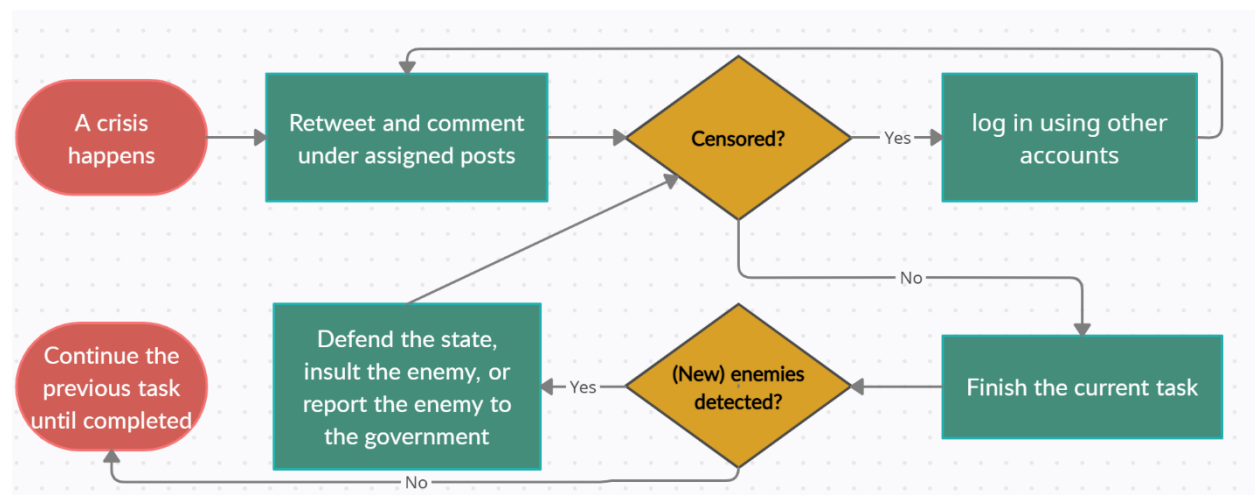 A crisis
happens
Retweet and comment
under assigned posts
Censored?
Yes
log in using other
accounts
No
Continue the
previous task
until completed
Defend the state,
insult the enemy, or
report the enemy to
the government
Yes
(New) enemies
detected?
Finish the current task
No